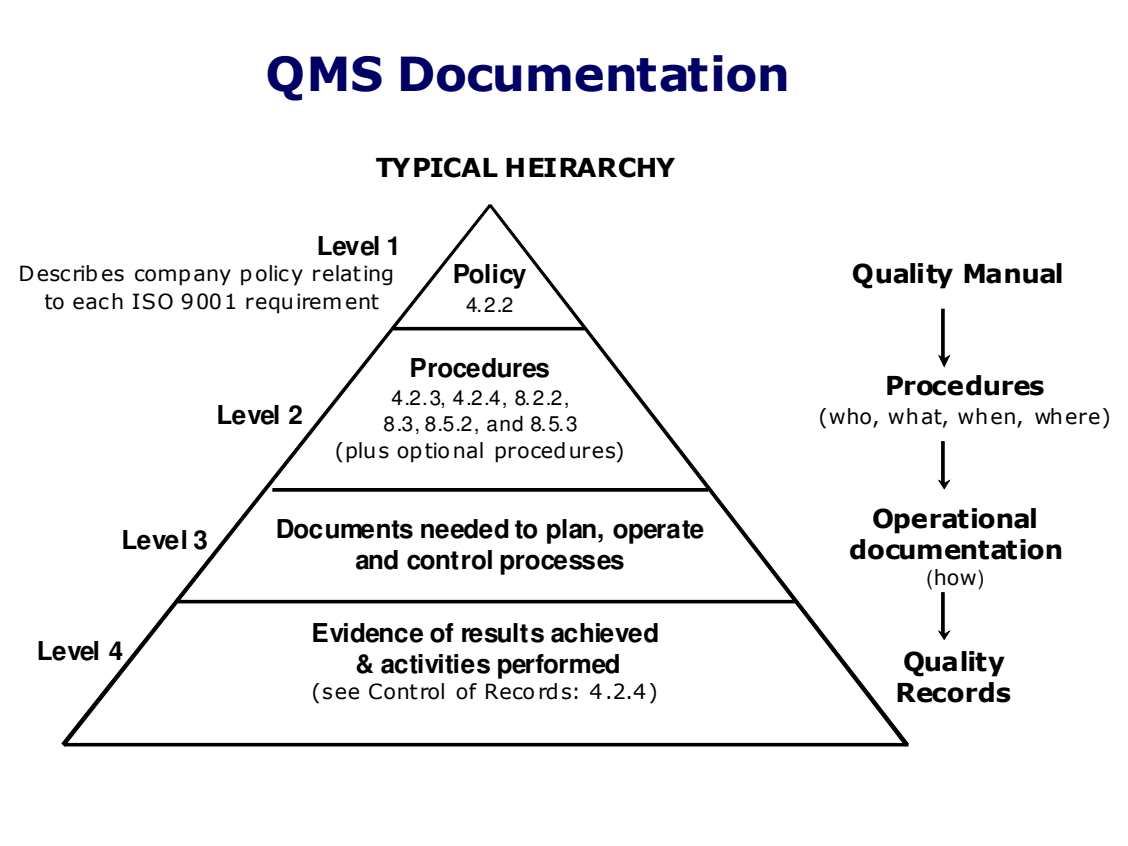 QMS Documentation
TYPICAL HEIRARCHY
Level 1
Describes company policy relating
to each ISO 9001 requirement
Policy
4.2.2
Quality Manual
Level 2
Procedures
4.2.3, 4.2.4, 8.2.2,
8.3, 8.5.2, and 8.5.3
(plus optional procedures)
Procedures
(who, what, when, where)
Level 3
Documents needed to plan, operate
and control processes
Operational
documentation
(how)
Level 4
Evidence of results achieved
& activities performed
(see Control of Records: 4.2.4)
Quality
Records